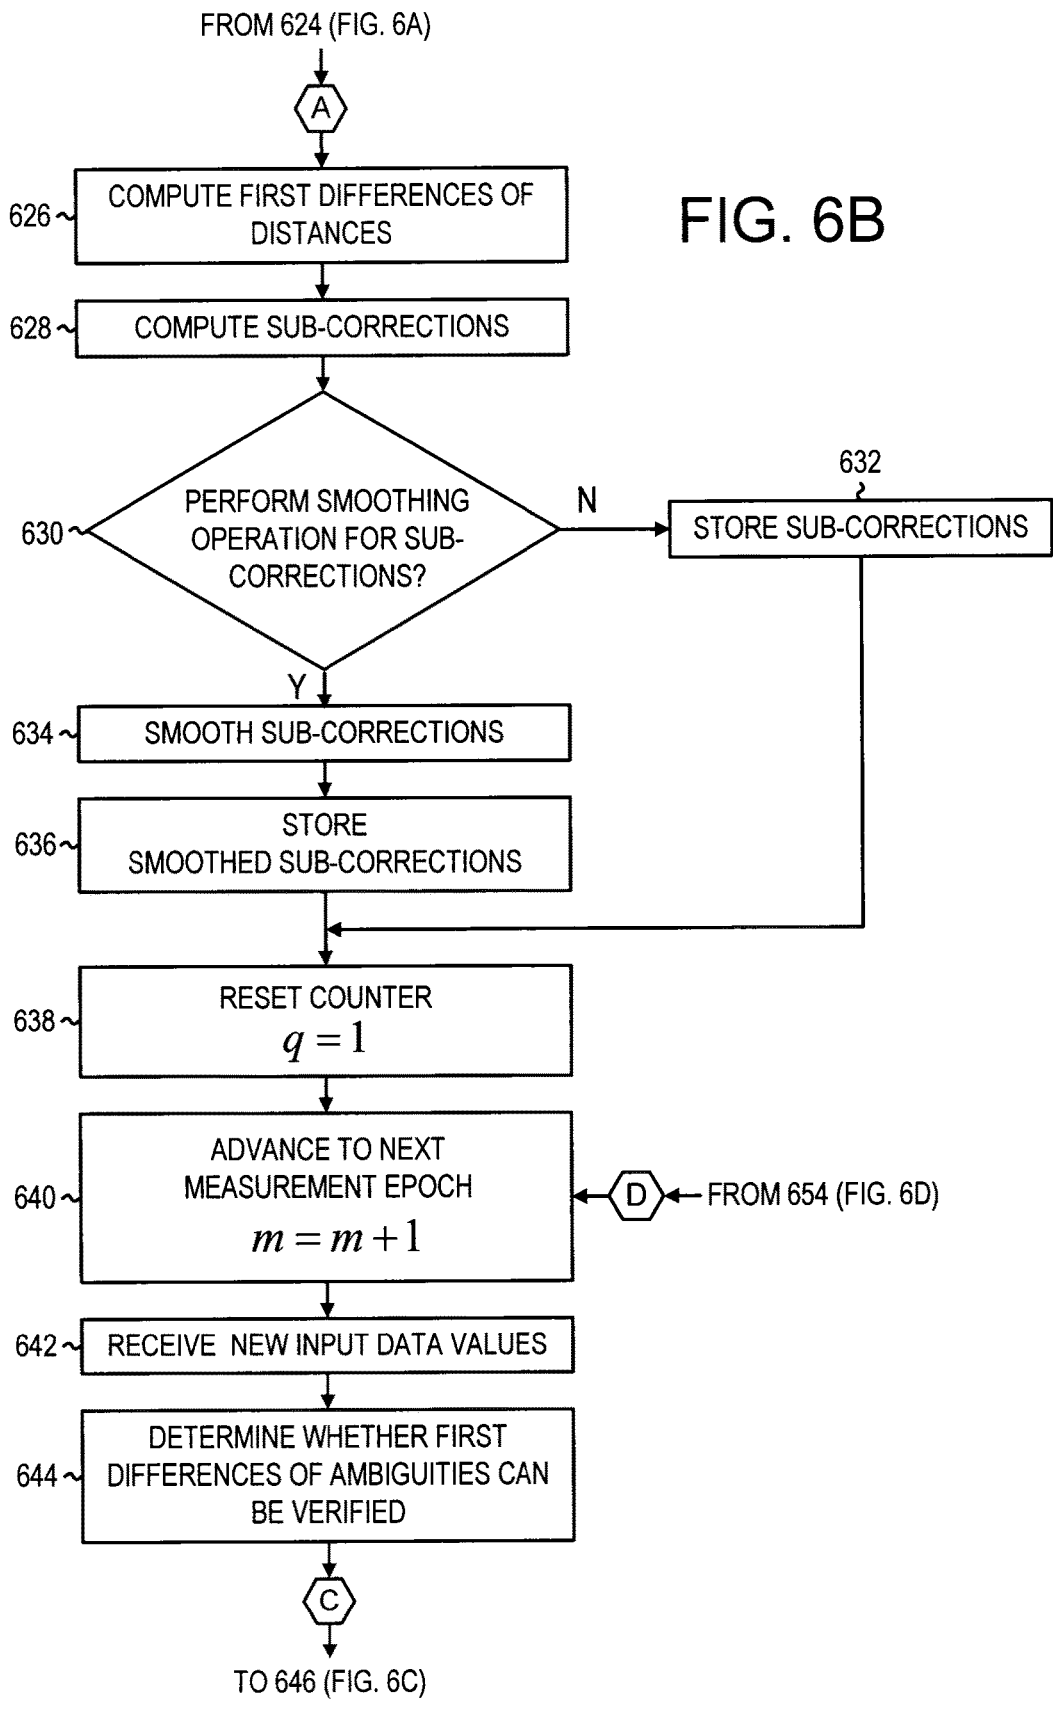 FROM 624 (FIG. 6A)
A
626
COMPUTE FIRST DIFFERENCES OF
DISTANCES
FIG. 6B
628
COMPUTE SUB-CORRECTIONS
630
PERFORM SMOOTHING
OPERATION FOR SUB-
CORRECTIONS?
N
632
STORE SUB-CORRECTIONS
Y
634
SMOOTH SUB-CORRECTIONS
636
STORE
SMOOTHED SUB-CORRECTIONS
638
RESET COUNTER
q = 1
640
ADVANCE TO NEXT
MEASUREMENT EPOCH
m = m + 1
D
FROM 654 (FIG. 6D)
642
RECEIVE NEW INPUT DATA VALUES
644
DETERMINE WHETHER FIRST
DIFFERENCES OF AMBIGUITIES CAN
BE VERIFIED
C
TO 646 (FIG. 6C)